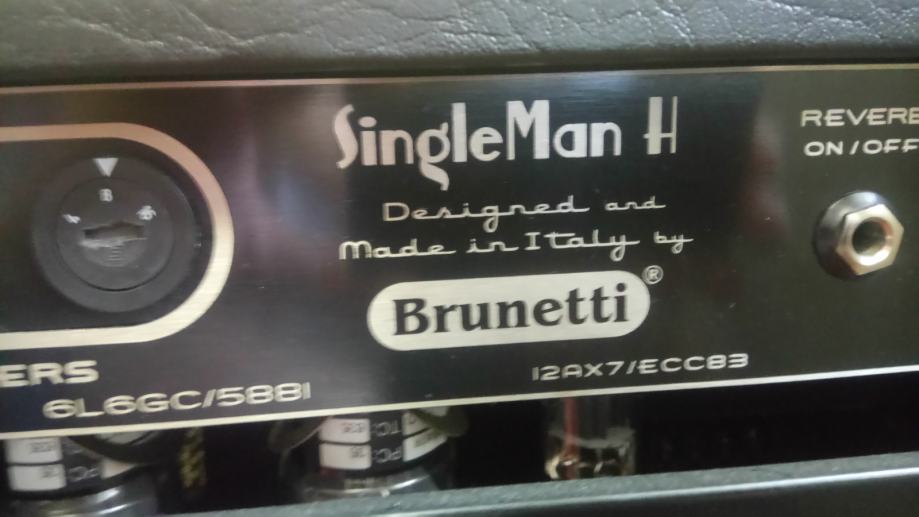 SingleMan H
REVERB
ON/OFF
Designed and
Made in Italy by
Brunetti®
12AX7/ECC83
ERS
6L6GC/5881